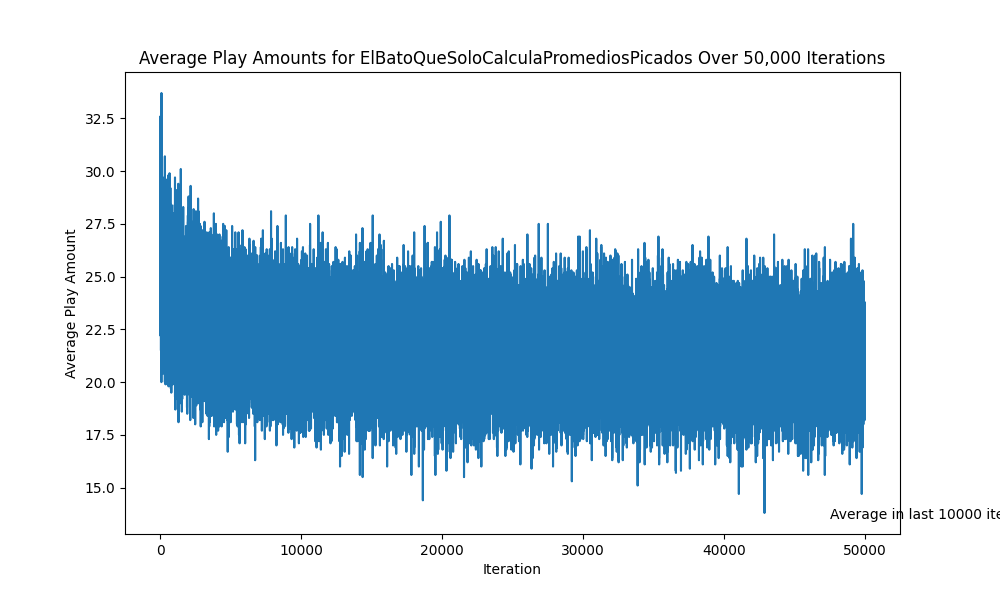 Average Play Amounts for ElBatoQueSoloCalculaPromediosPicados Over 50,000 Iterations
Average Play Amount
32.5
30.0
27.5
25.0
22.5
20.0
17.5
15.0
Average in last 10000 ite
0 10000 20000 30000 40000 50000
Iteration